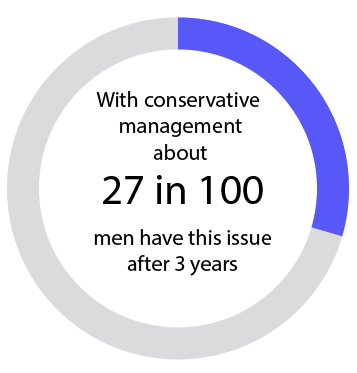 With conservative
management
about
27 in 100
men have this issue
after 3 years